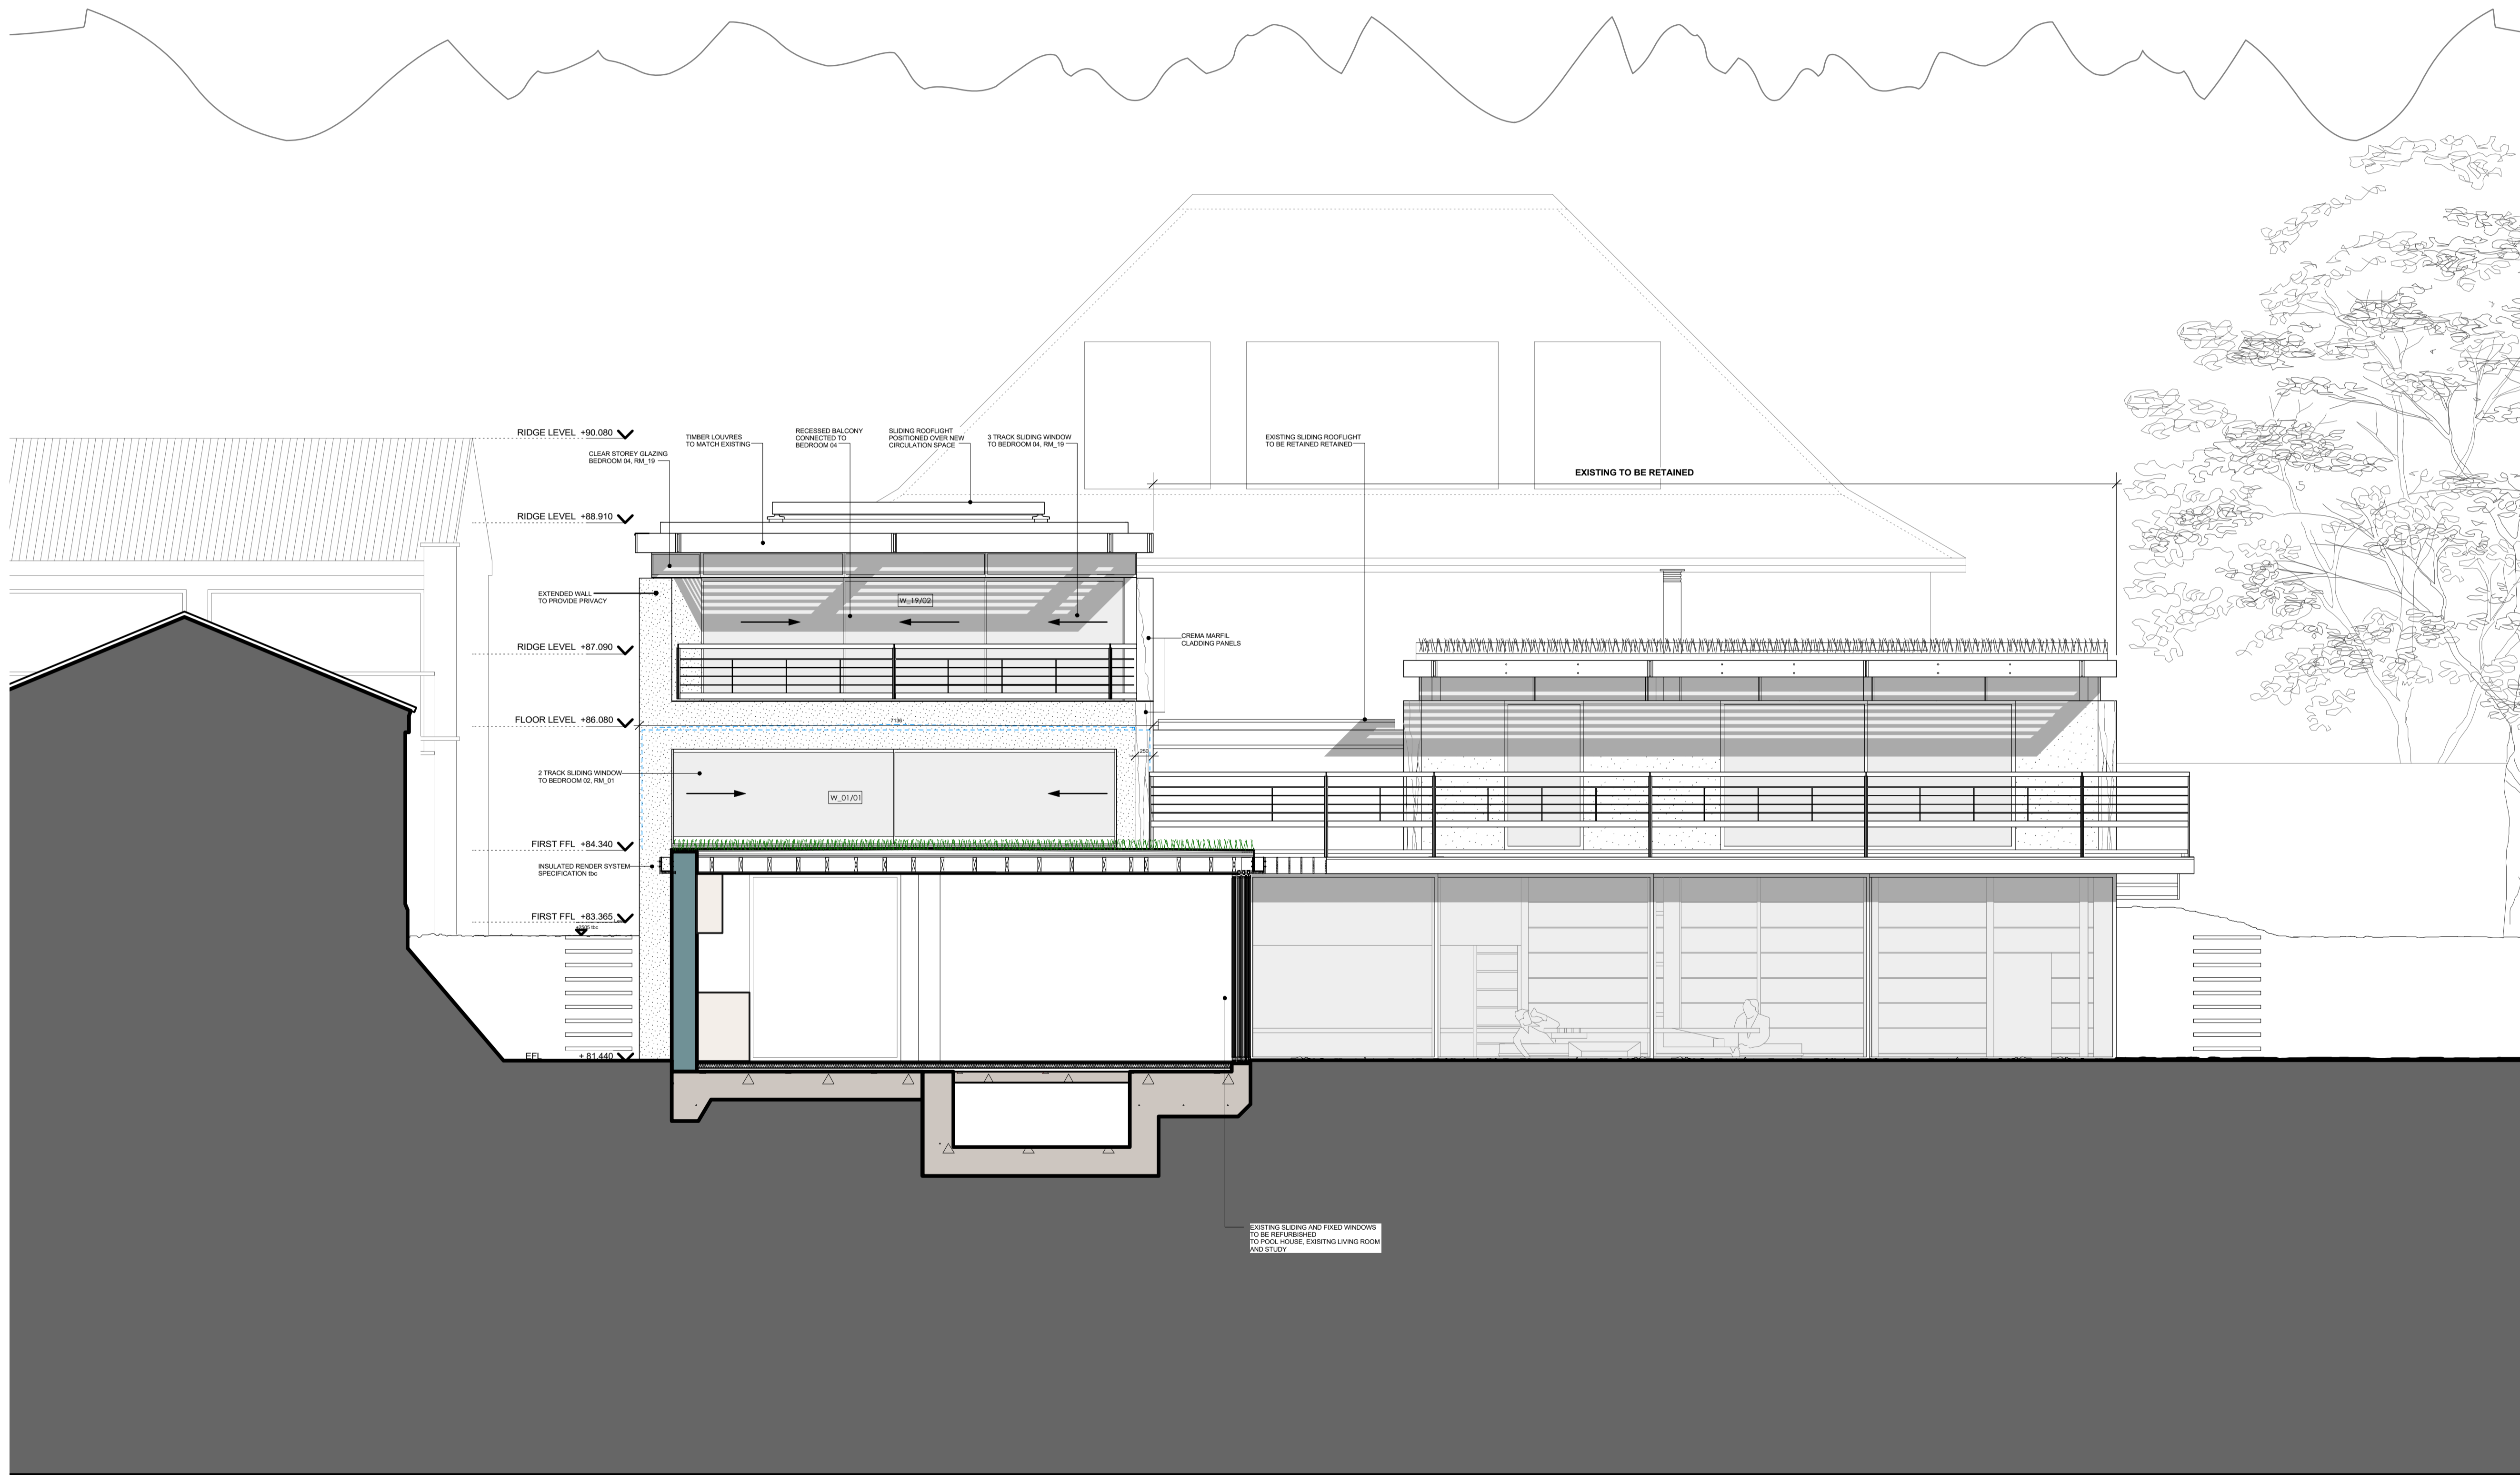 RIDGE LEVEL +90.080
TIMBER LOUVRES
TO MATCH EXISTING
RECESSED BALCONY
CONNECTED TO
BEDROOM 04
SLIDING ROOFLIGHT
POSITIONED OVER NEW
CIRCULATION SPACE
3 TRACK SLIDING WINDOW
TO BEDROOM 04, RM_19
EXISTING SLIDING ROOFLIGHT
TO BE RETAINED RETAINED
CLEAR STOREY GLAZING
BEDROOM 04, RM_19
EXISTING TO BE RETAINED
RIDGE LEVEL +88.910
EXTENDED WALL
TO PROVIDE PRIVACY
W_19/02
CREMA MARFIL
CLADDING PANELS
RIDGE LEVEL +87.090
FLOOR LEVEL +86.080
7136
250
2 TRACK SLIDING WINDOW
TO BEDROOM 02, RM_01
W_01/01
FIRST FFL +84.340
INSULATED RENDER SYSTEM
SPECIFICATION tbc
FIRST FFL +83.365
+2505 tbc
EFL + 81.440
EXISTING SLIDING AND FIXED WINDOWS
TO BE REFURBISHED
TO POOL HOUSE, EXISITNG LIVING ROOM
AND STUDY